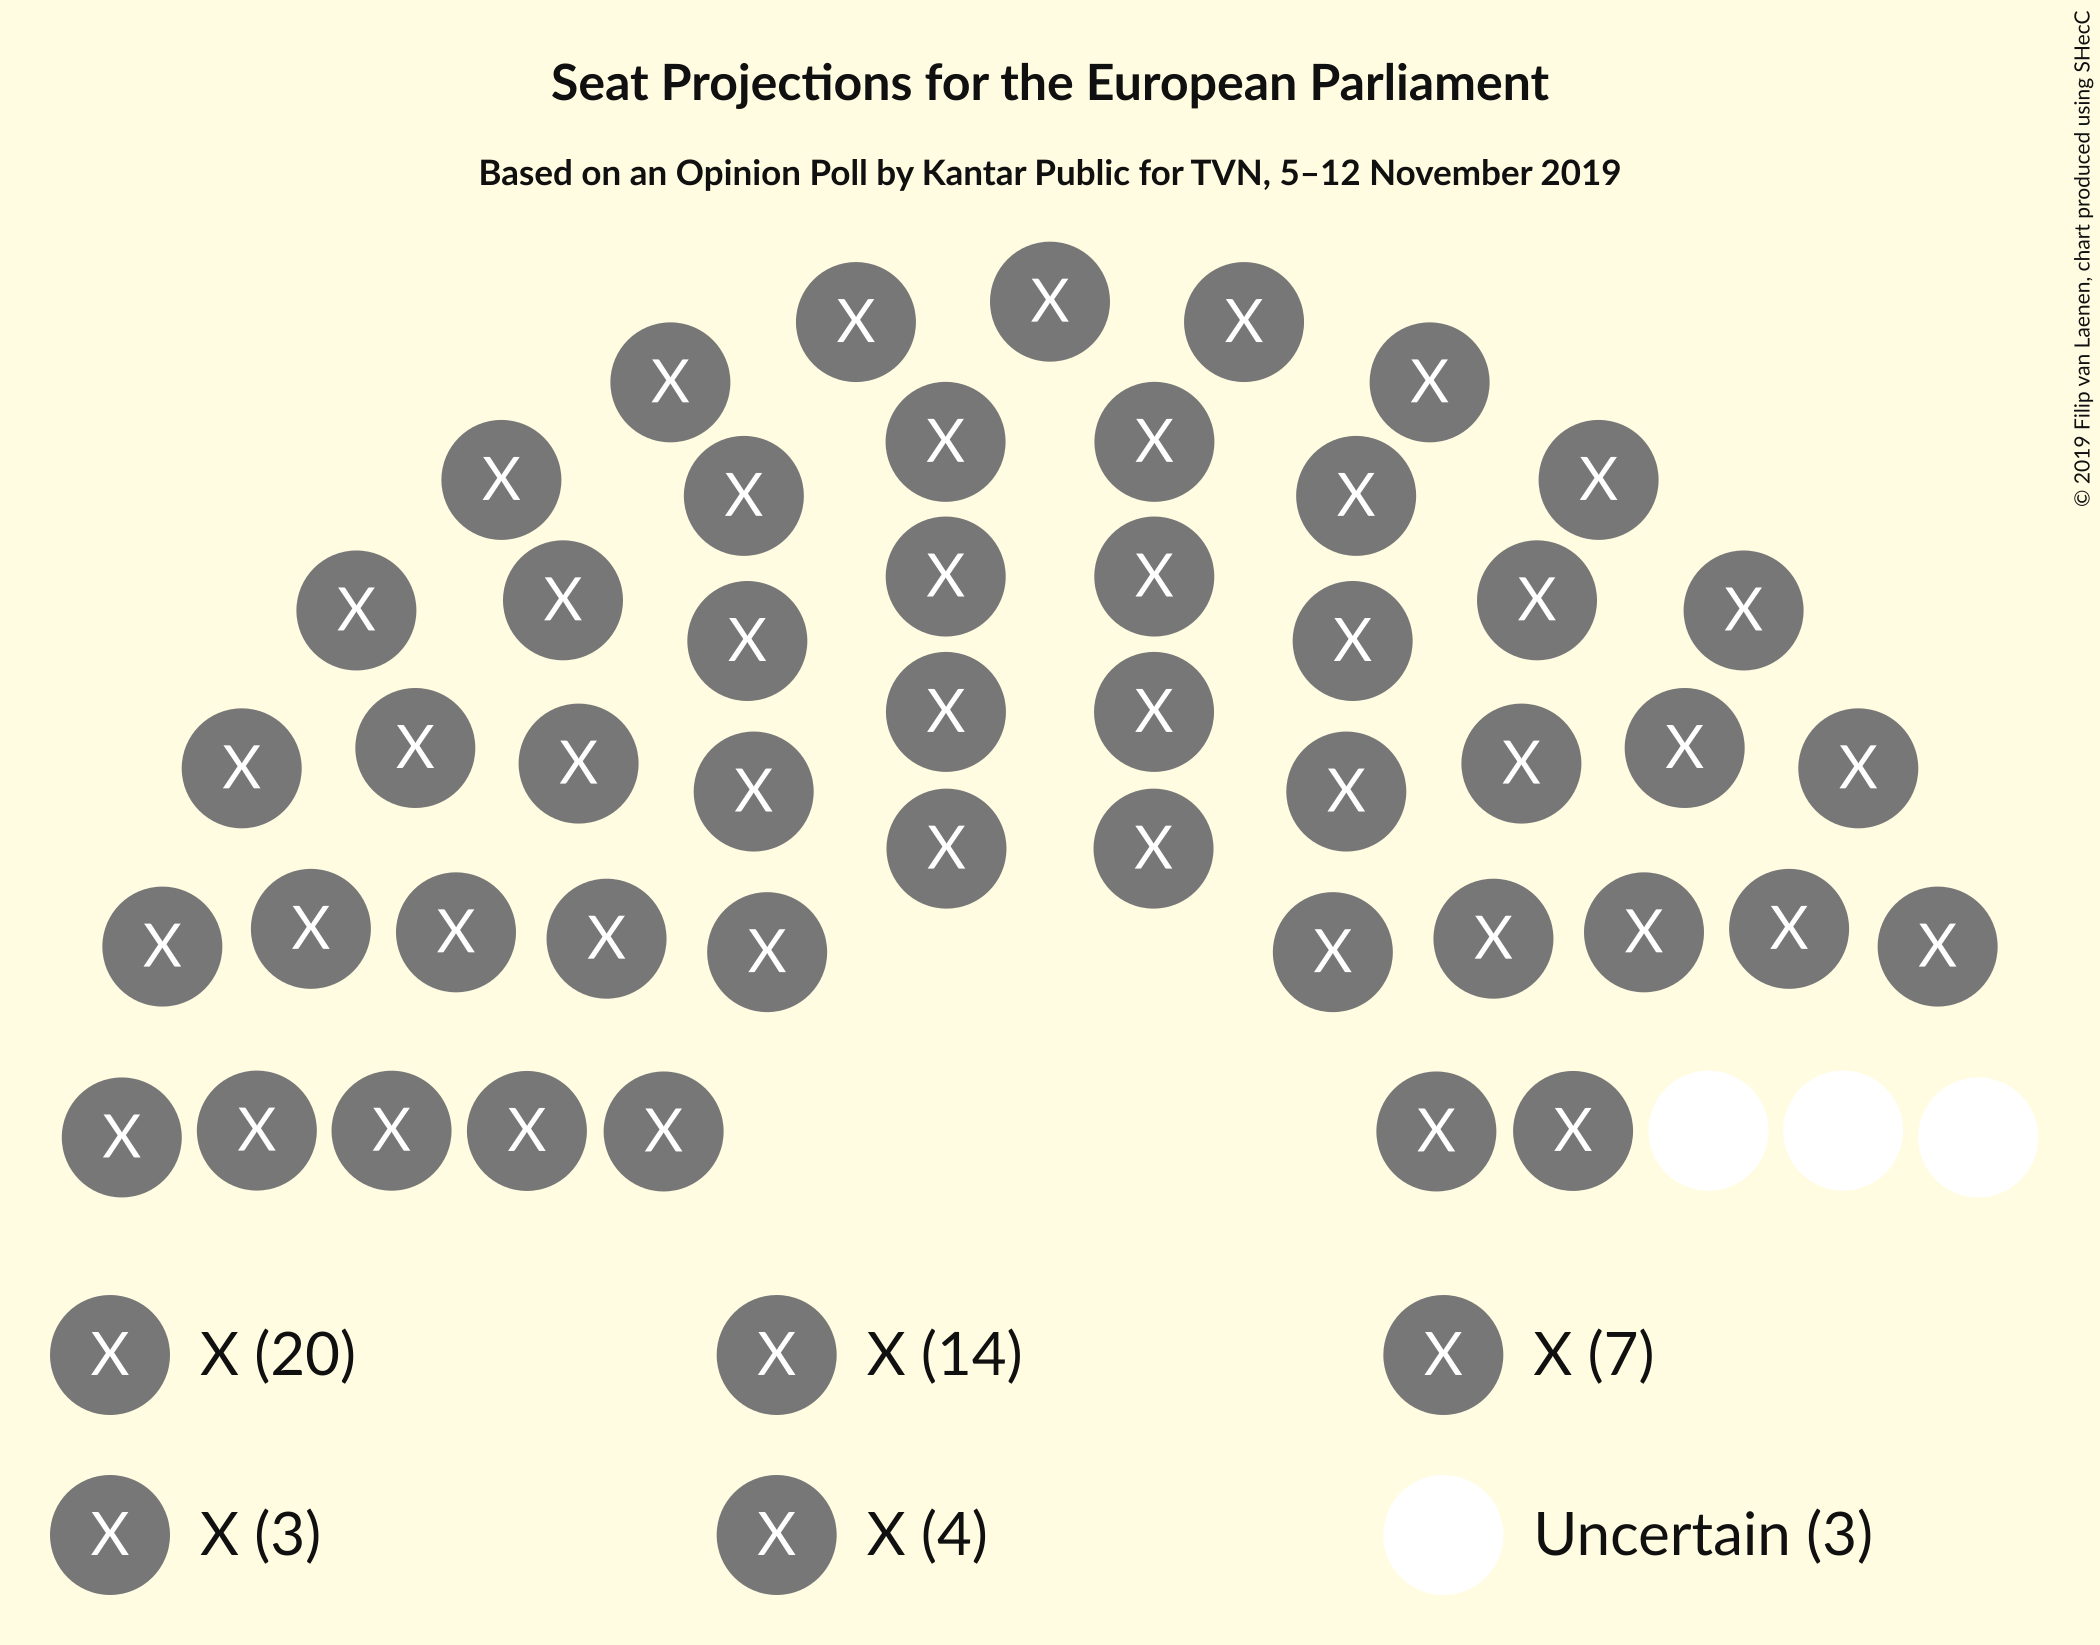 Seat Projections for the European Parliament
Based on an Opinion Poll by Kantar Public for TVN, 5–12 November 2019
© 2019 Filip van Laenen, chart produced using SHecC
X
X X
X X
X X
X X X X
X X X X X X
X X
X X
X X X X X X
X X
X X
X X X X X X X X X X
X X X X X X X
X X (20)
X X (14)
X X (7)
X X (3)
X X (4)
Uncertain (3)